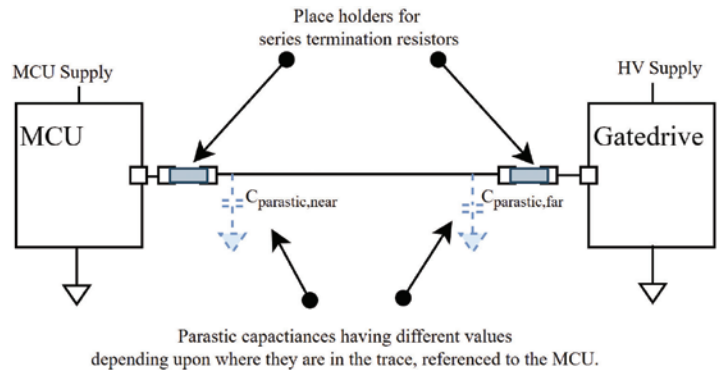 Place holders for
series termination resistors
MCU Supply
HV Supply
MCU
Gatedrive
Cparastic,near
Cparastic,far
Parastic capactiances having different values
depending upon where they are in the trace, referenced to the MCU.